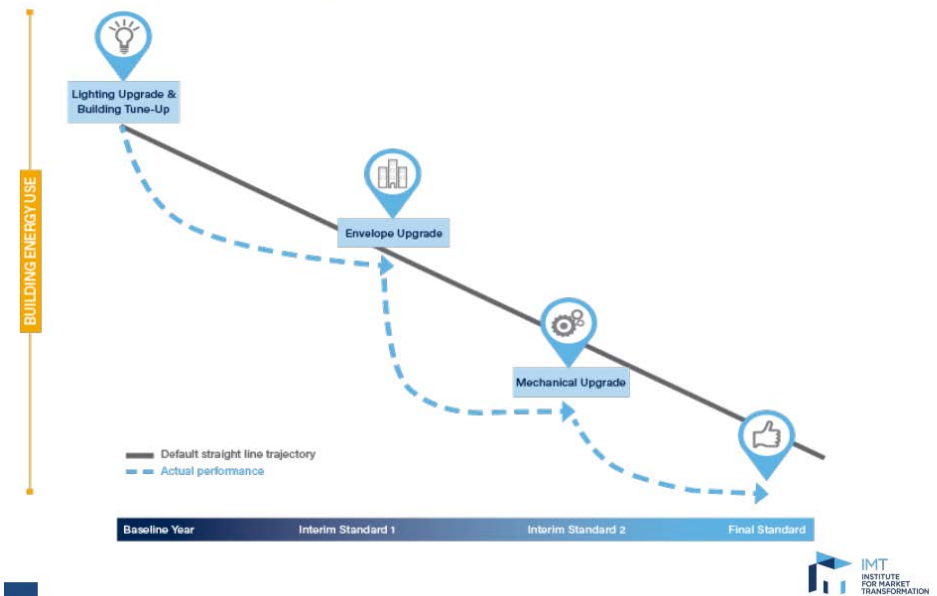 Lighting Upgrade &
Building Tune-Up
BUILDING ENERGY USE
Envelope Upgrade
Mechanical Upgrade
Default straight line trajectory
Actual performance
Baseline Year
Interim Standard 1
Interim Standard 2
Final Standard
IMT
INSTITUTE
FOR MARKET
TRANSFORMATION